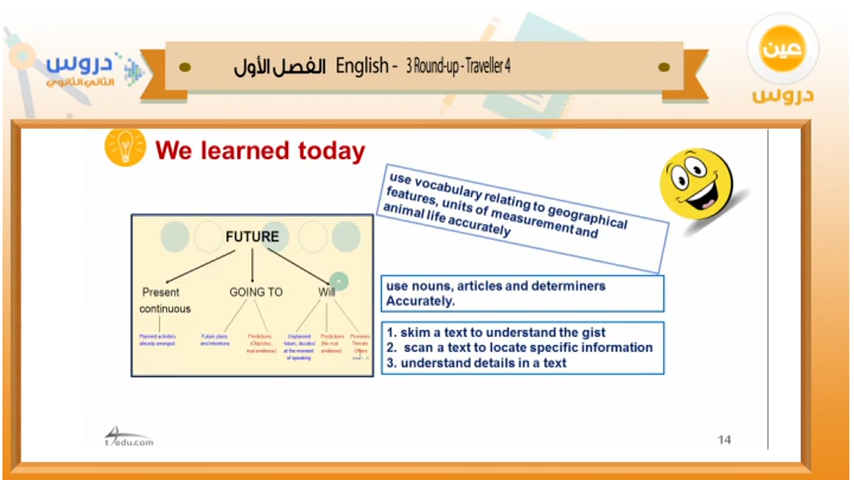 دروس
الثاني الثانوي
الفصل الأول English - 3 Round-up - Traveller 4
عين
دروس
We learned today
use vocabulary relating to geographical
features, units of measurement and
animal life accurately
FUTURE
Present
continuous
GOING TO
Will
Planned activities
already arranged
Future plans
and intentions
Predictions
(Objective,
real evidence)
Unplanned
future, decided
at the moment
of speaking
Predictions
(No real
evidence)
Promises
Threats
Offers
use nouns, articles and determiners
Accurately.
1. skim a text to understand the gist
2. scan a text to locate specific information
3. understand details in a text
t4edu.com
14